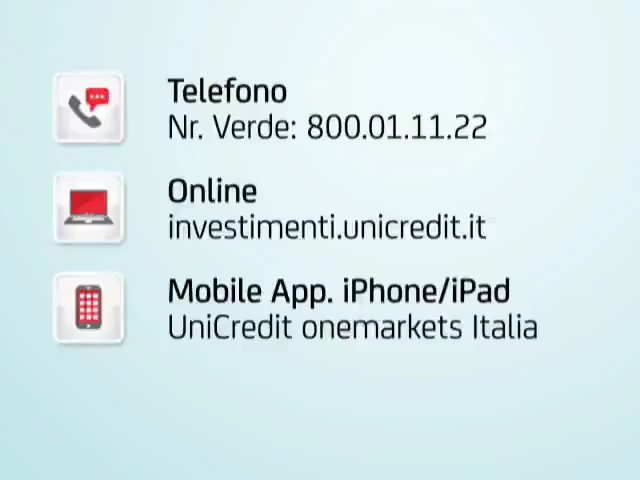 Telefono
Nr. Verde: 800.01.11.22
Online
investimenti.unicredit.it
Mobile App. iPhone/iPad
UniCredit onemarkets Italia